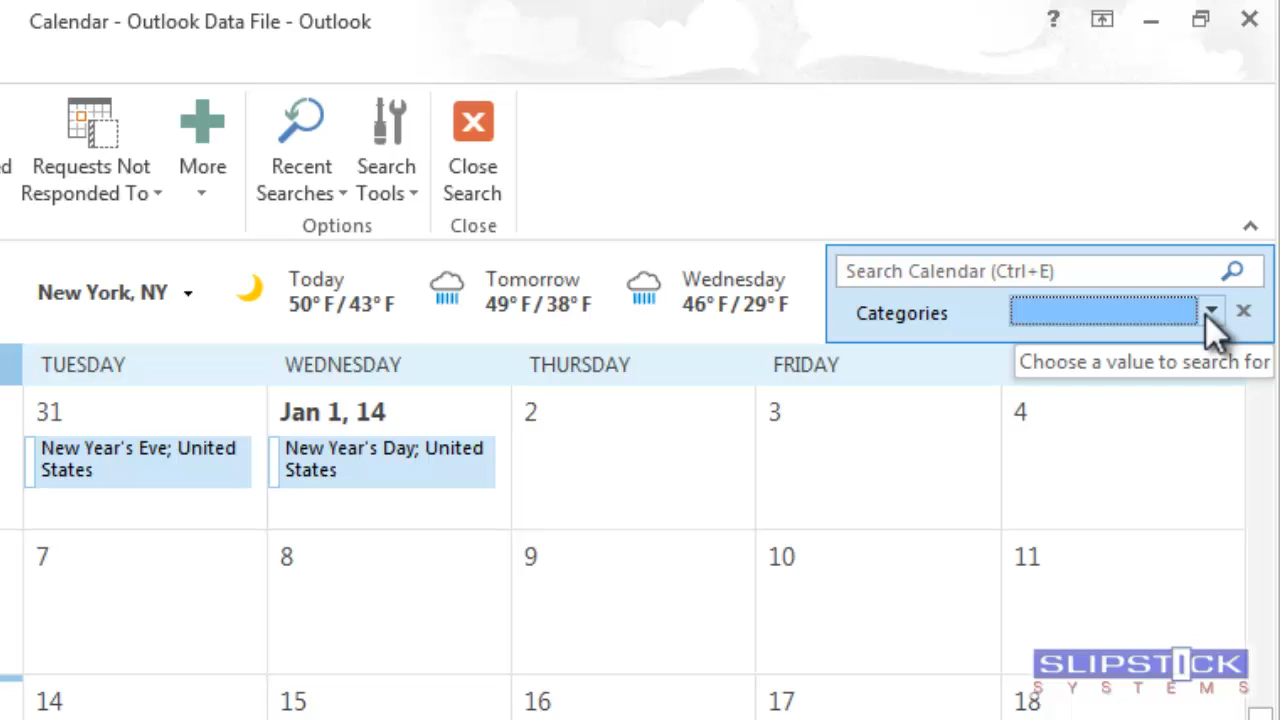 Calendar - Outlook Data File - Outlook
?
d
Requests Not
Responded To
More
Recent
Searches
Search
Tools
Close
Search
Options
Close
New York, NY
Today
50° F / 43° F
Tomorrow
49° F / 38° F
Wednesday
46° F / 29° F
Search Calendar (Ctrl+E)
Categories
Choose a value to search for
TUESDAY
WEDNESDAY
THURSDAY
FRIDAY
31
Jan 1, 14
2
3
4
New Year's Eve; United
States
New Year's Day; United
States
7
8
9
10
11
14
15
16
17
18
SLIPSTICK
SYSTEMS